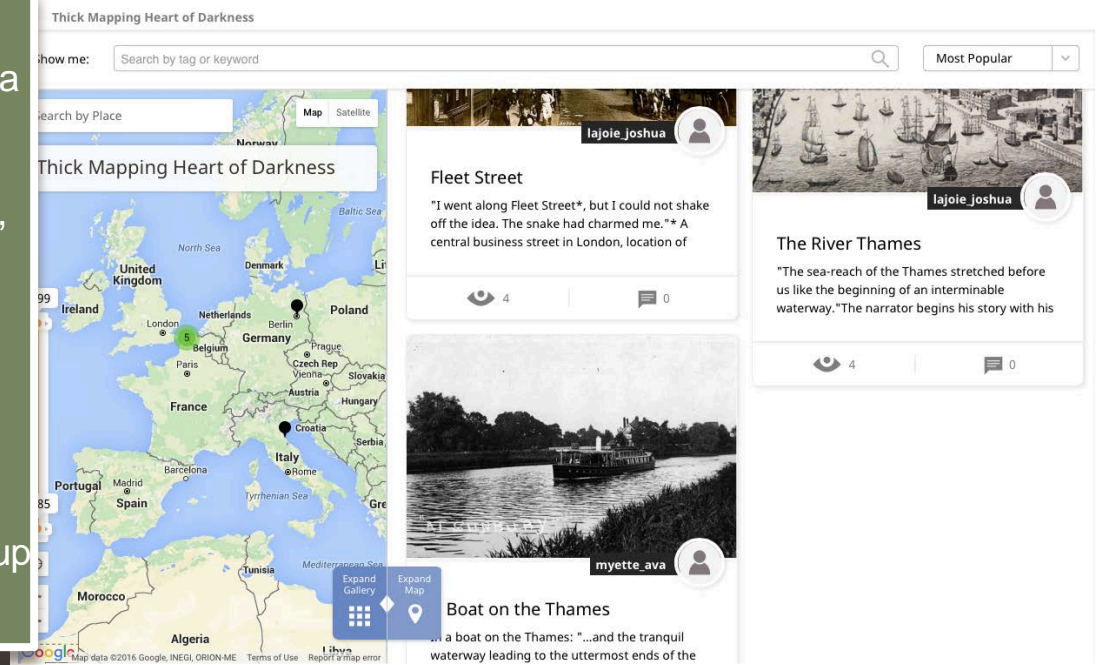 a
,
up
Thick Mapping Heart of Darkness
Show me:
Search by tag or keyword
Most Popular
Search by Place
Map
Satellite
Norway
Thick Mapping Heart of Darkness
Baltic Sea
North Sea
Denmark
United
Kingdom
99
Ireland
Netherlands
Berlin
Poland
London
5
Belgium
Germany
Prague
Paris
Czech Rep
Vienna
Slovakia
Austria
Hungary
France
Croatia
Serbia
Italy
Barcelona
Rome
Portugal
Madrid
Spain
Tyrrhenian Sea
Gre
85
Tunisia
Mediterranean Sea
Morocco
Expand
Gallery
Expand
Map
Algeria
Libya
Google
Map data ©2016 Google, INEGI, ORION-ME
Terms of Use
Report a map error
lajoie_joshua
Fleet Street
"I went along Fleet Street*, but I could not shake
off the idea. The snake had charmed me."* A
central business street in London, location of
4
0
myette_ava
Boat on the Thames
a boat on the Thames: "...and the tranquil
waterway leading to the uttermost ends of the
lajoie_joshua
The River Thames
"The sea-reach of the Thames stretched before
us like the beginning of an interminable
waterway."The narrator begins his story with his
4
0